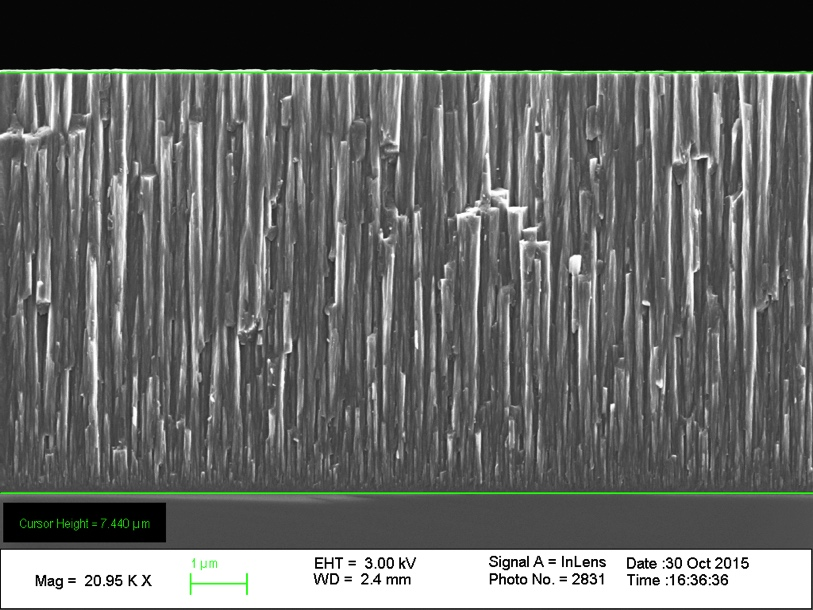 Cursor Height = 7.440 µm
Mag = 20.95 K X
1 µm
EHT = 3.00 kV
WD = 2.4 mm
Signal A = InLens
Photo No. = 2831
Date :30 Oct 2015
Time :16:36:36